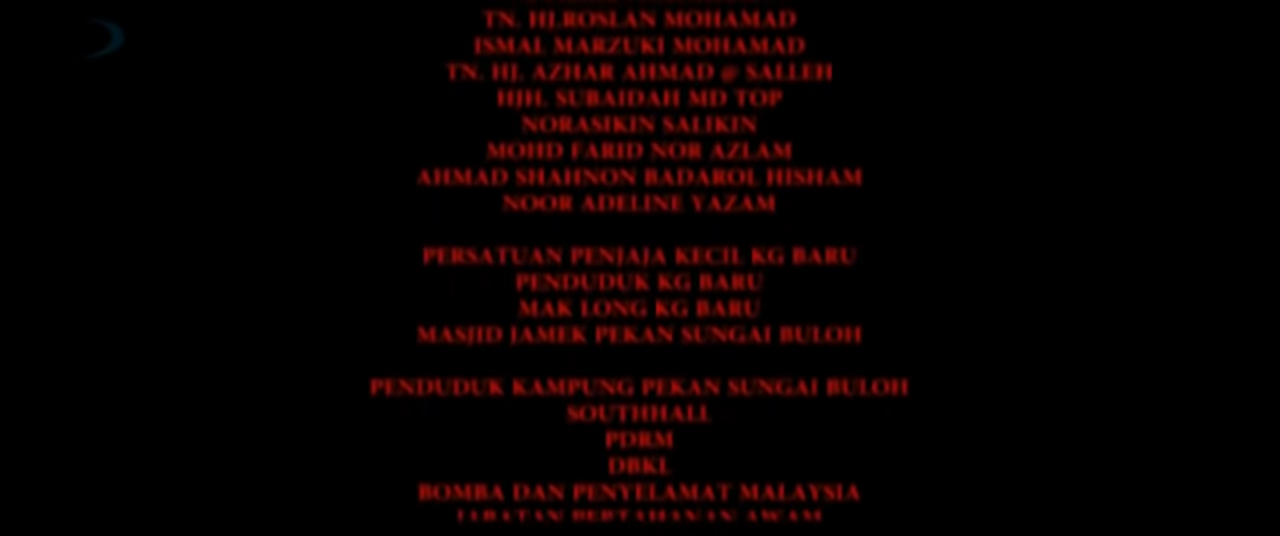 TN. HJ.ROSLAN MOHAMAD
ISMAL MARZUKI MOHAMAD
TN. HJ. AZHAR AHMAD @ SALLEH
HJH. SUBAIDAH MD TOP
NORASIKIN SALIKIN
MOHD FARID NOR AZLAM
AHMAD SHAHNON BADAROL HISHAM
NOOR ADELINE YAZAM
PERSATUAN PENJAJA KECIL KG BARU
PENDUDUK KG BARU
MAK LONG KG BARU
MASJID JAMEK PEKAN SUNGAI BULOH
PENDUDUK KAMPUNG PEKAN SUNGAI BULOH
SOUTHHALL
PDRM
DBKL
BOMBA DAN PENYELAMAT MALAYSIA
JABATAN PERTAHANAN AWAM